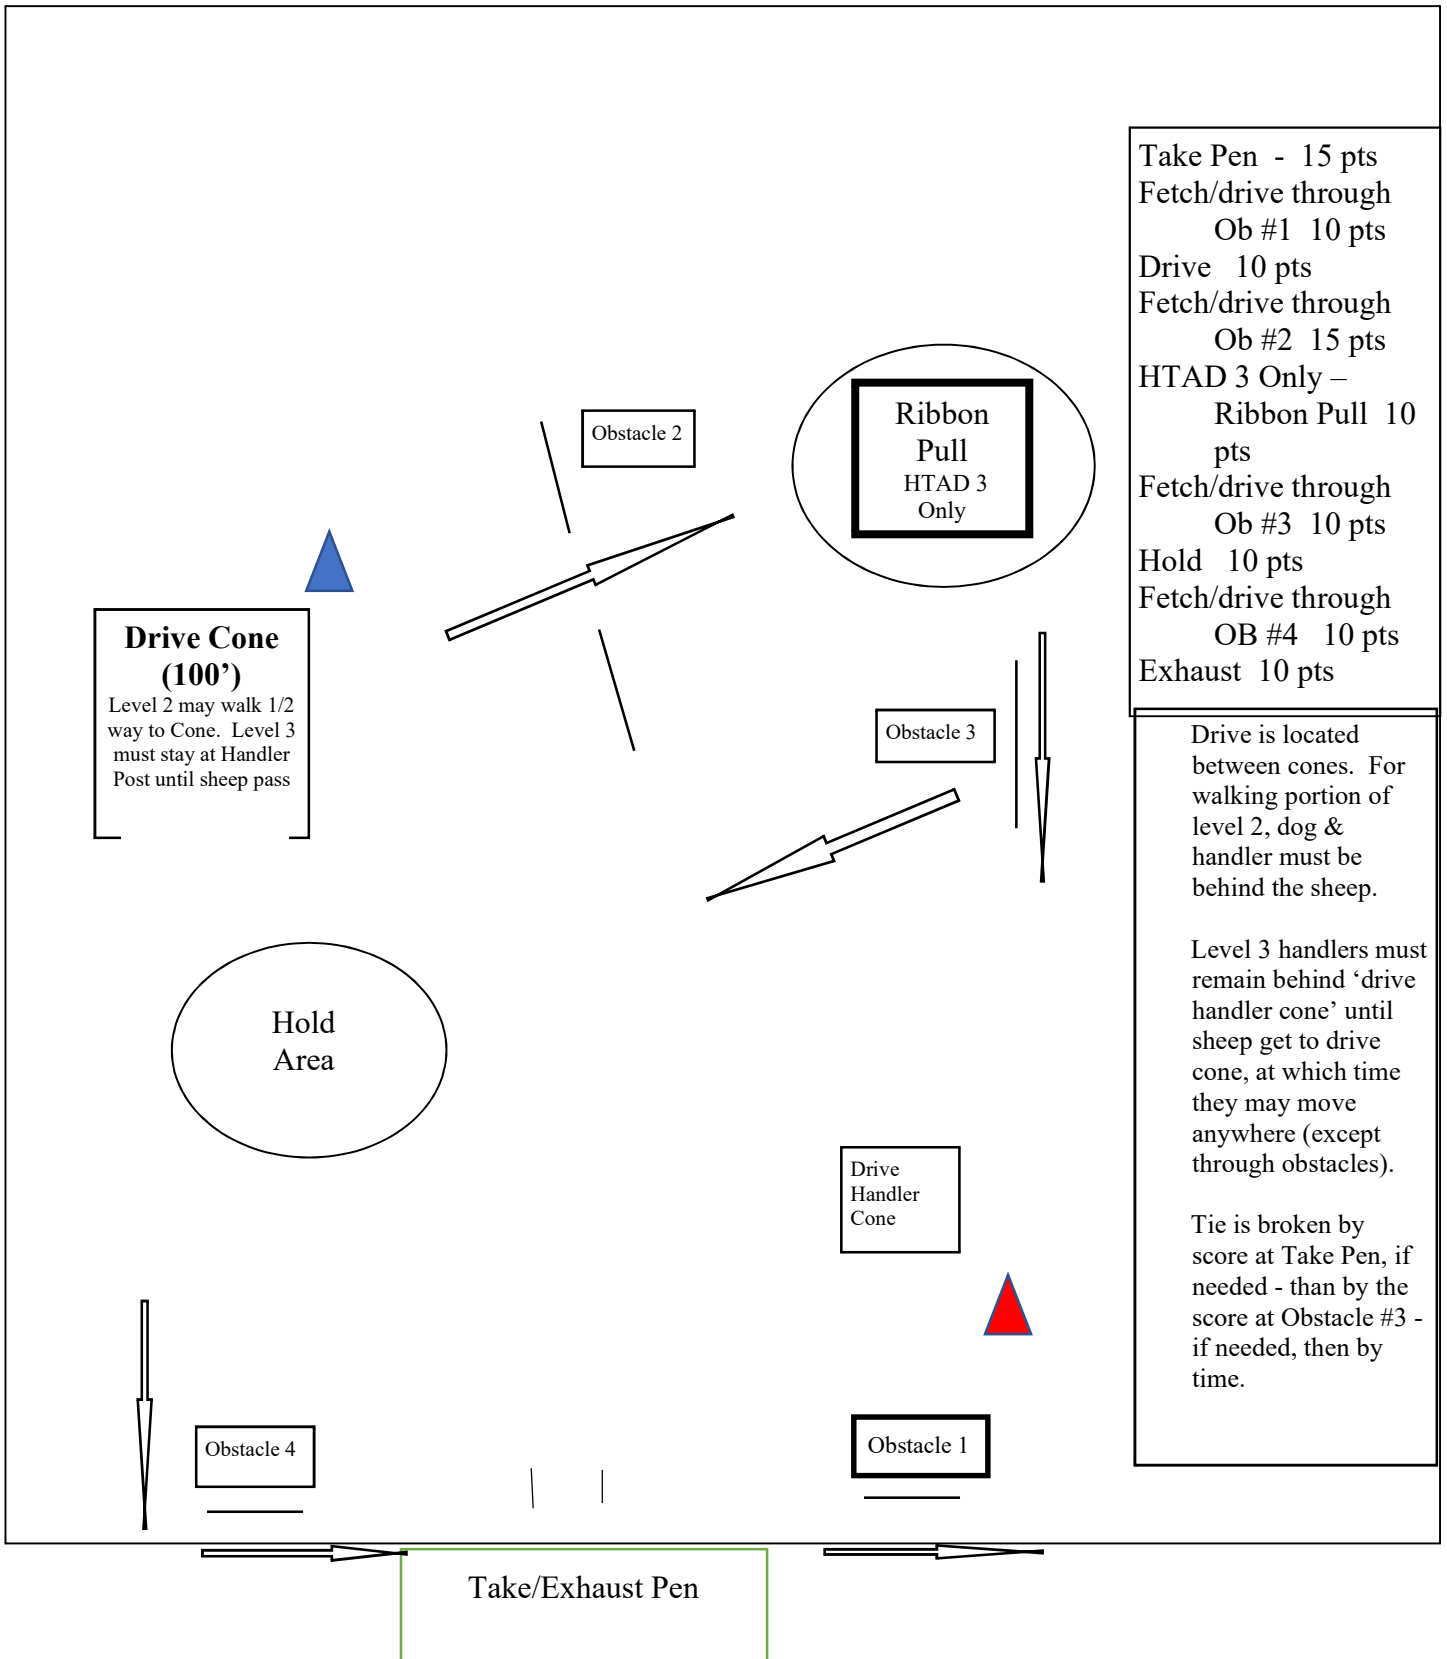 Take Pen - 15 pts
Fetch/drive through
Ob #1 10 pts
Drive 10 pts
Fetch/drive through
Ob #2 15 pts
HTAD 3 Only –
Ribbon Pull 10
pts
Fetch/drive through
Ob #3 10 pts
Hold 10 pts
Fetch/drive through
OB #4 10 pts
Exhaust 10 pts
Ribbon
Pull
HTAD 3
Only
Obstacle 2
Drive Cone
(100’)
Level 2 may walk 1/2
way to Cone. Level 3
must stay at Handler
Post until sheep pass
Obstacle 3
Drive is located
between cones. For
walking portion of
level 2, dog &
handler must be
behind the sheep.
Level 3 handlers must
remain behind ‘drive
handler cone’ until
sheep get to drive
cone, at which time
they may move
anywhere (except
through obstacles).
Tie is broken by
score at Take Pen, if
needed - than by the
score at Obstacle #3 -
if needed, then by
time.
Hold
Area
Drive
Handler
Cone
Obstacle 4
Obstacle 1
Take/Exhaust Pen